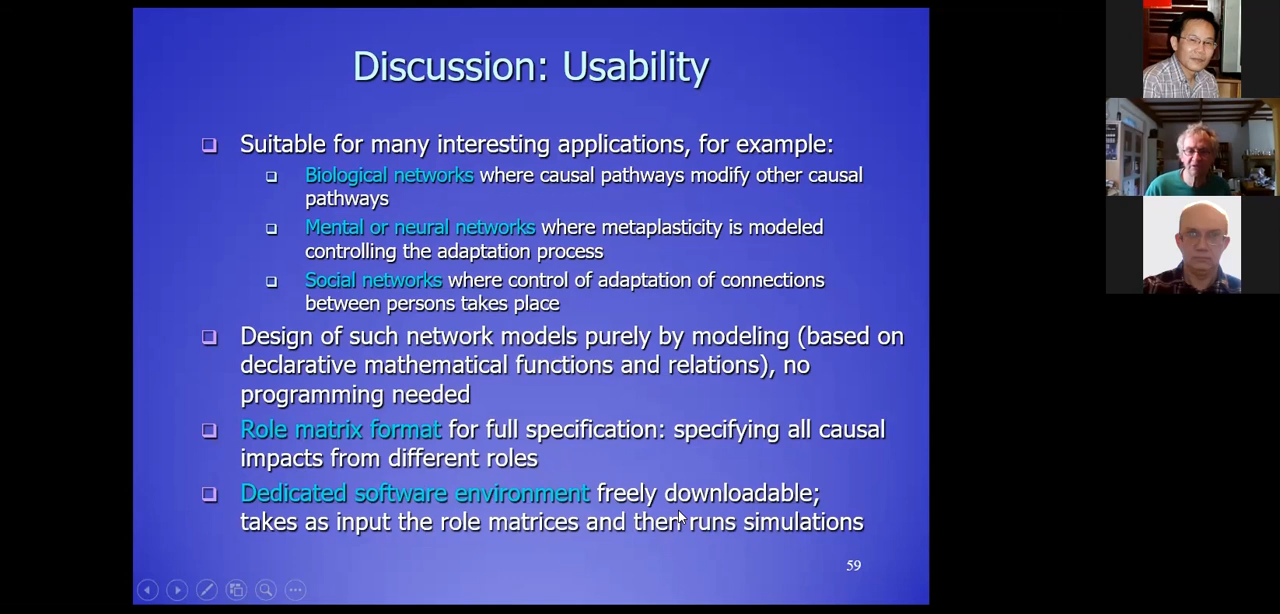 Discussion: Usability
Suitable for many interesting applications, for example:
Biological networks where causal pathways modify other causal
pathways
Mental or neural networks where metaplasticity is modeled
controlling the adaptation process
Social networks where control of adaptation of connections
between persons takes place
Design of such network models purely by modeling (based on
declarative mathematical functions and relations), no
programming needed
Role matrix format for full specification: specifying all causal
impacts from different roles
Dedicated software environment freely downloadable;
takes as input the role matrices and then runs simulations
59